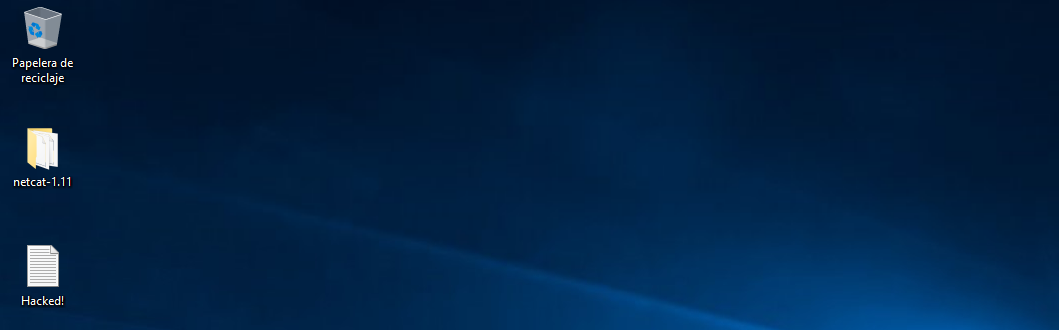 Papelera de
reciclaje
netcat-1.11
Hacked!